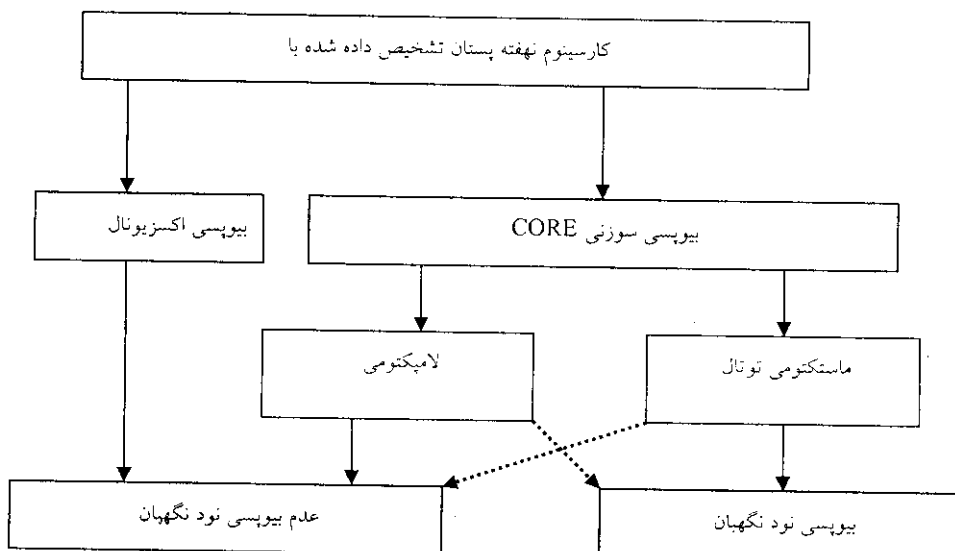 کارسینوم نهفته پستان تشخیص داده شده با
بیوپسی سوزنی CORE
بیوپسی اکسزیونال
ماستکتومی توتال
لامپکتومی
بیوپسی نود نگهبان
عدم بیوپسی نود نگهبان